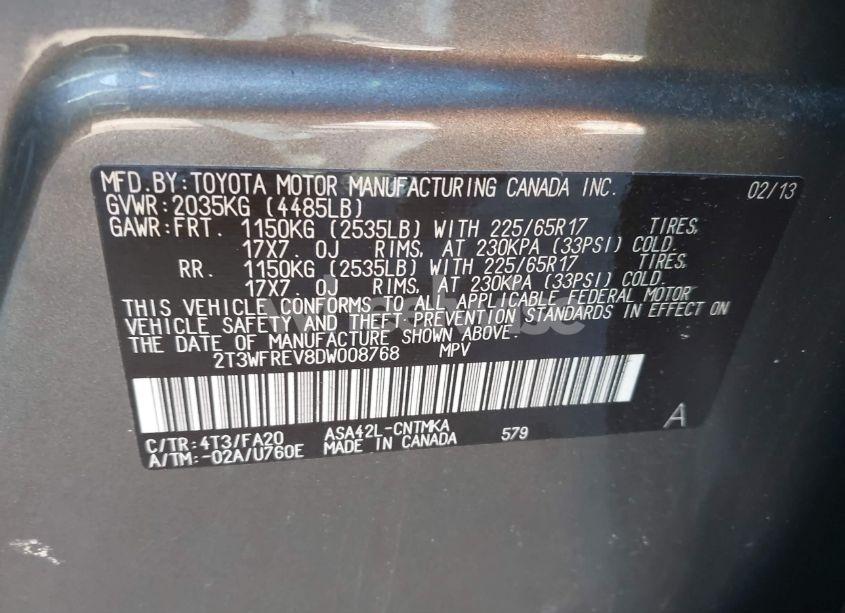 MFD.BY:TOYOTA MOTOR MANUFACTURING CANADA INC. 02/13
GVWR:2035KG (4485LB)
GAWR:FRT. 1150KG (2535LB) WITH 225/65R17 TIRES,
17X7.0J RIMS, AT 230KPA (33PSI) COLD.
RR. 1150KG (2535LB) WITH 225/65R17 TIRES,
17X7.0J RIMS, AT 230KPA (33PSI) COLD.
THIS VEHICLE CONFORMS TO ALL APPLICABLE FEDERAL MOTOR
VEHICLE SAFETY AND THEFT-PREVENTION STANDARDS IN EFFECT ON
THE DATE OF MANUFACTURE SHOWN ABOVE.
2T3WFREV8DW008768 MPV
C/TR:4T3/FA20 ASA42L-CNTMKA 579 A
A/TM:-02A/U760E MADE IN CANADA